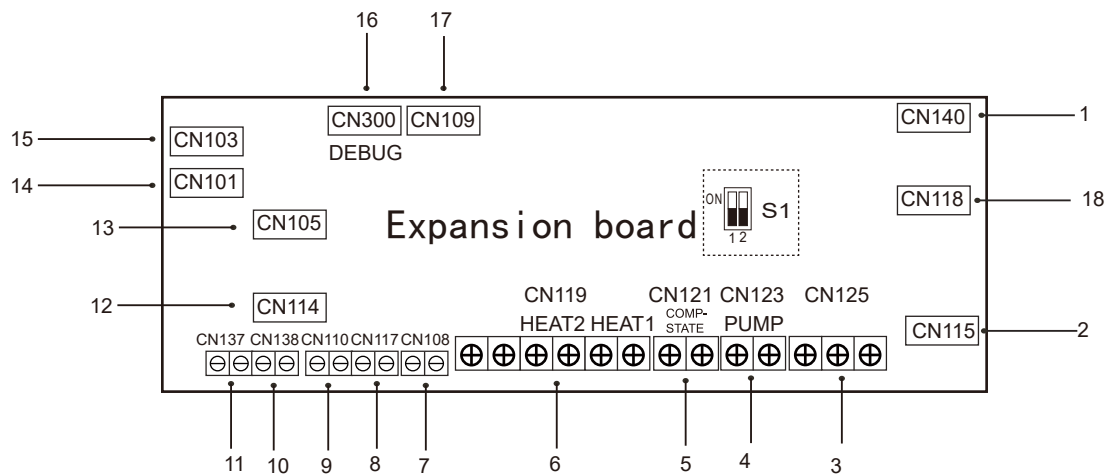 16 17
15 CN103 CN300 CN109 CN140 1
DEBUG
14 CN101
13 CN105 Expansion board ON S1 CN118 18
1 2
12 CN114 CN119 CN121 CN123 CN125
HEAT2 HEAT1 COMP- PUMP CN115 2
STATE
CN137 CN138 CN110 CN117 CN108
11 10 9 8 7 6 5 4 3